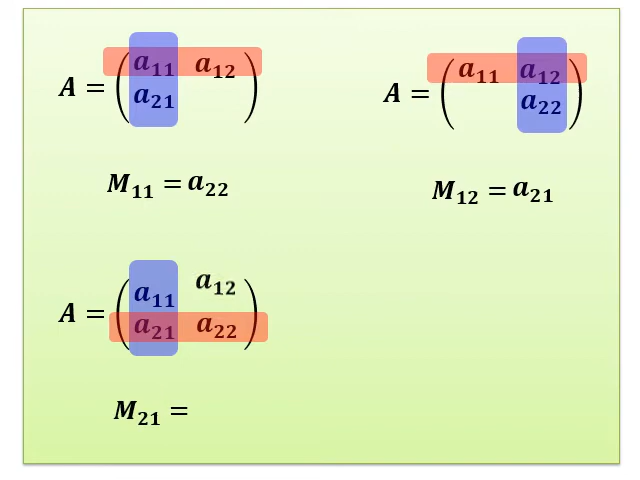 A = ( a₁₁ a₁₂
a₂₁ )
M₁₁ = a₂₂
A = ( a₁₁ a₁₂
a₂₂ )
M₁₂ = a₂₁
A = ( a₁₁ a₁₂
a₂₁ a₂₂ )
M₂₁ =